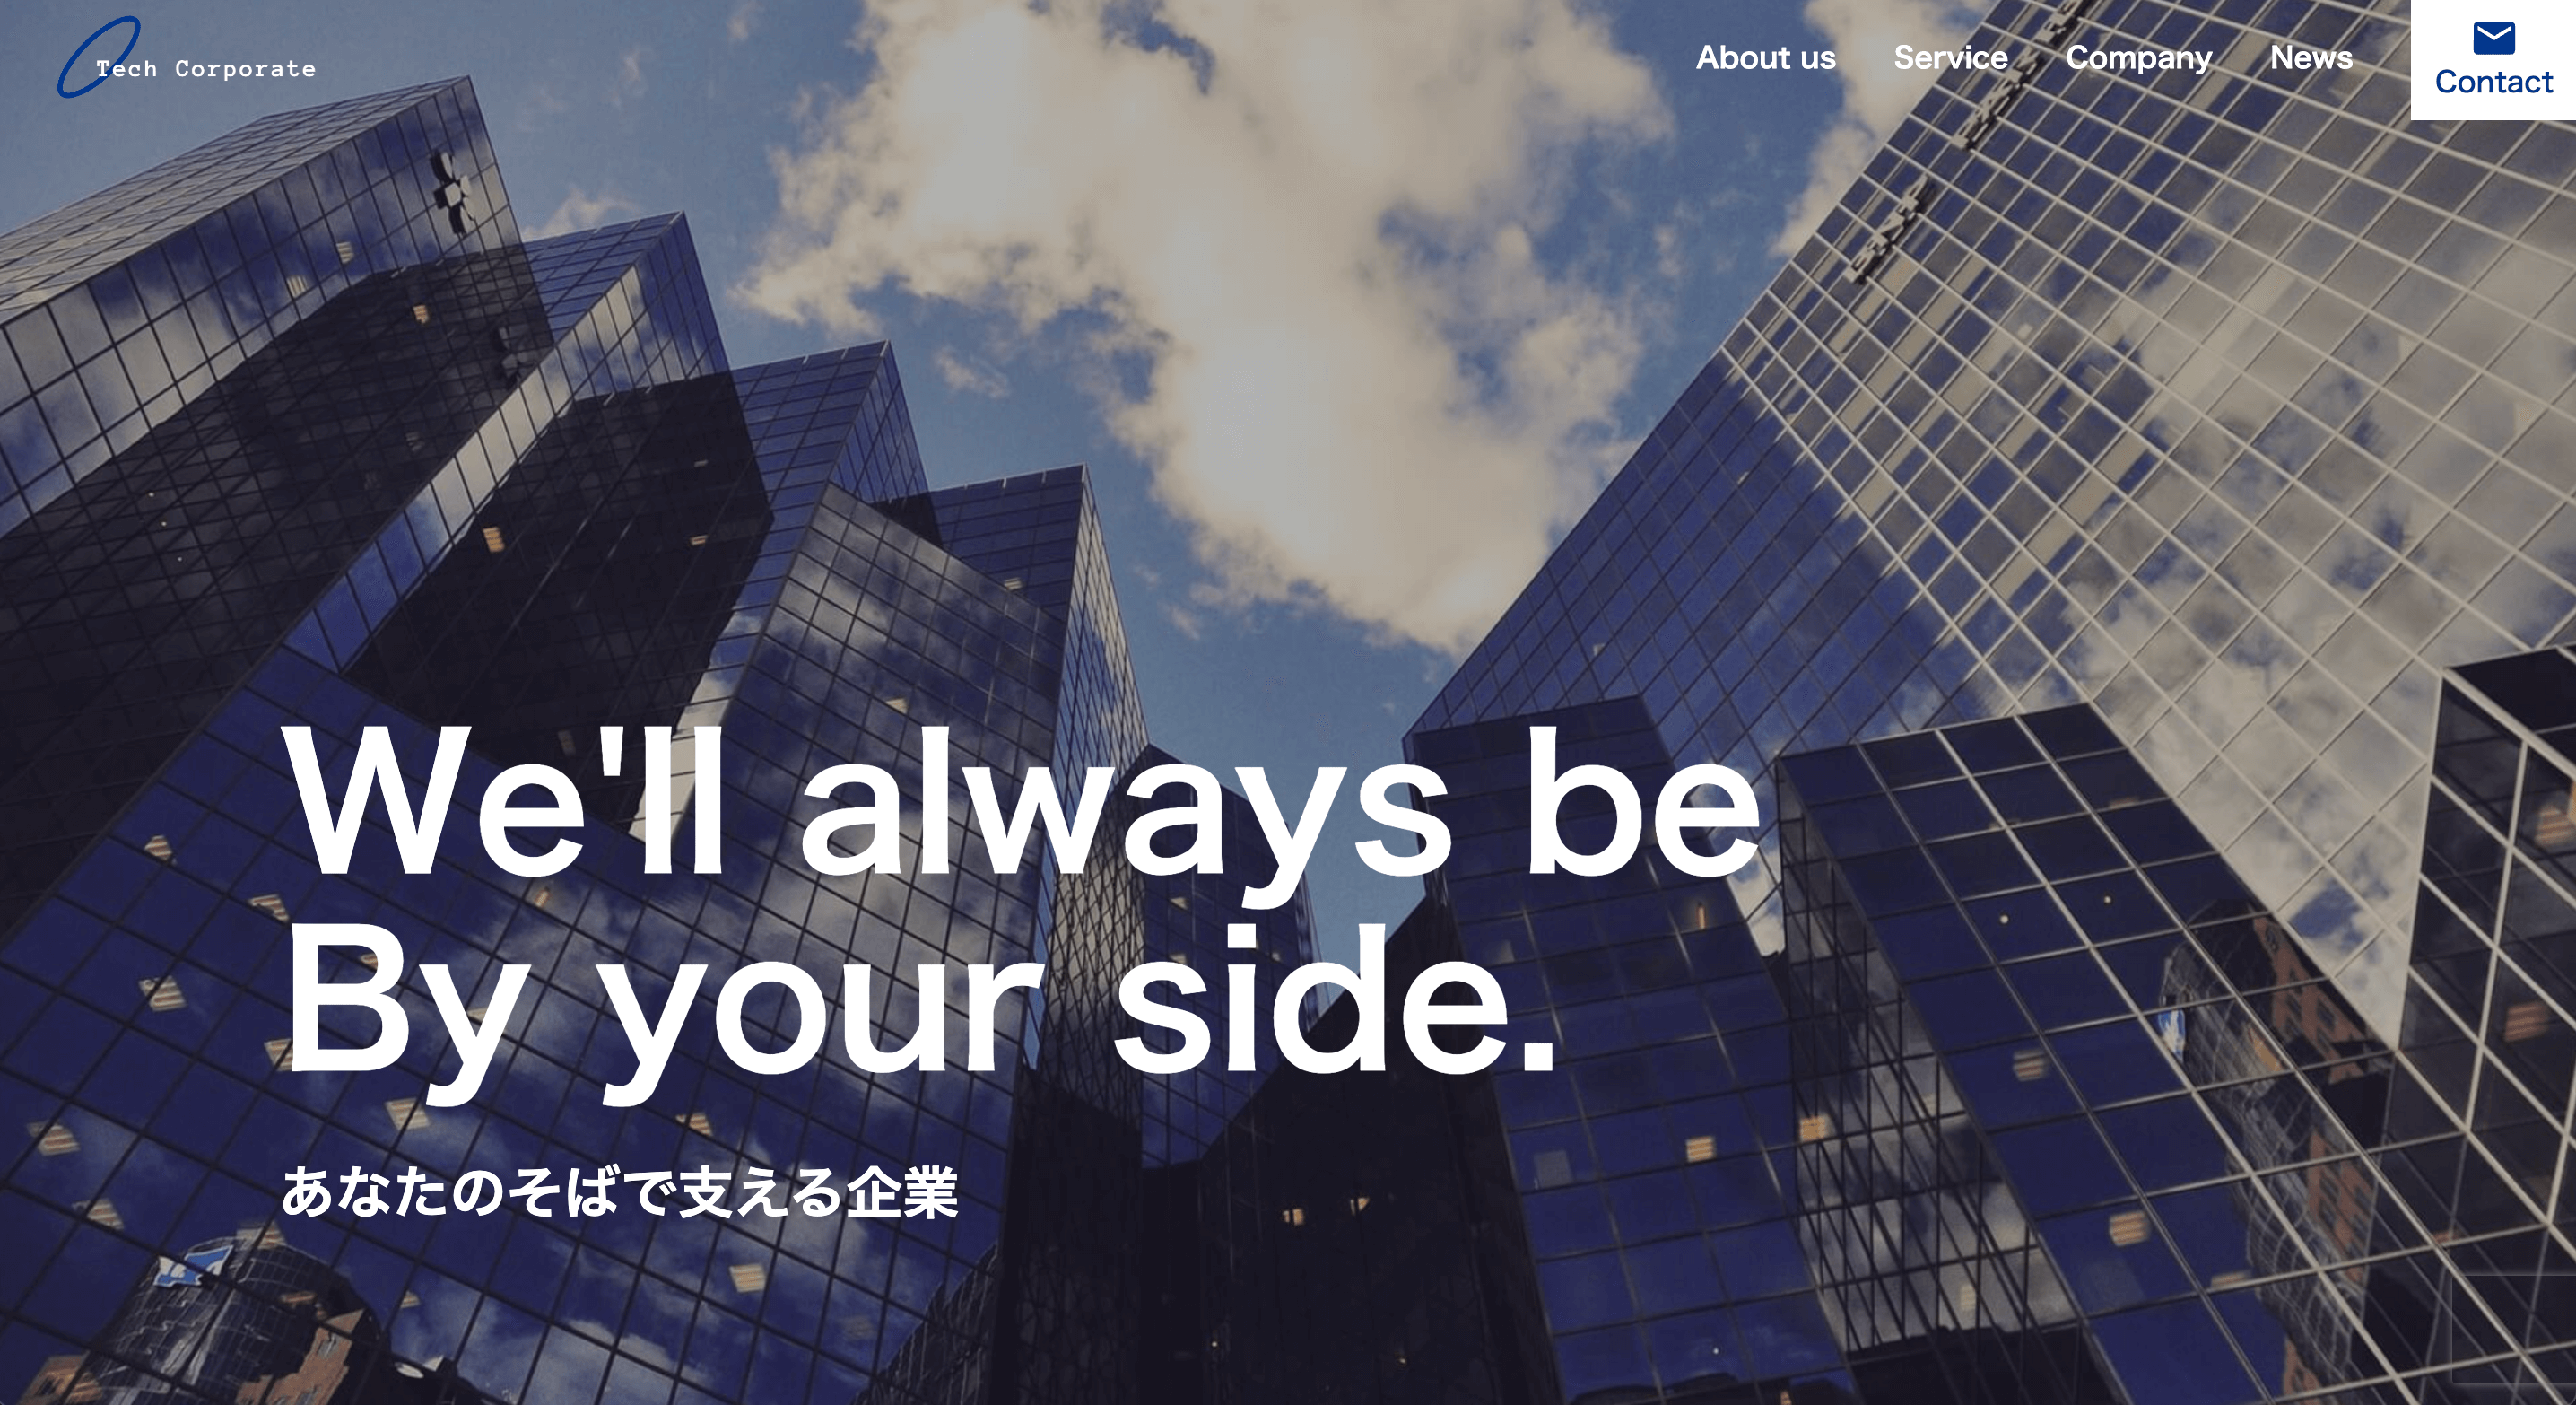 Tech Corporate
About us
Service
Company
News
Contact
We'll always be
By your side.
あなたのそばで支える企業